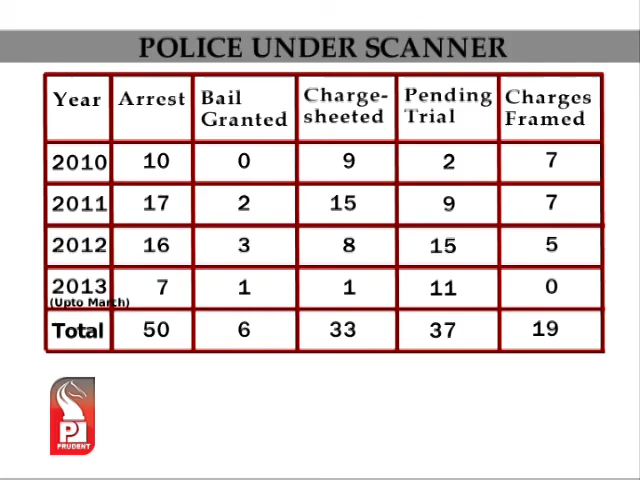 POLICE UNDER SCANNER
Year Arrest Bail Granted Charge-sheeted Pending Trial Charges Framed
2010 10 0 9 2 7
2011 17 2 15 9 7
2012 16 3 8 15 5
2013 (Upto March) 7 1 1 11 0
Total 50 6 33 37 19
P
PRUDENT